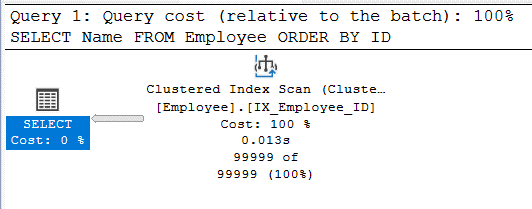 Query 1: Query cost (relative to the batch): 100%
SELECT Name FROM Employee ORDER BY ID
Clustered Index Scan (Cluste…
[Employee].[IX_Employee_ID]
Cost: 100 %
0.013s
99999 of
99999 (100%)
SELECT
Cost: 0 %